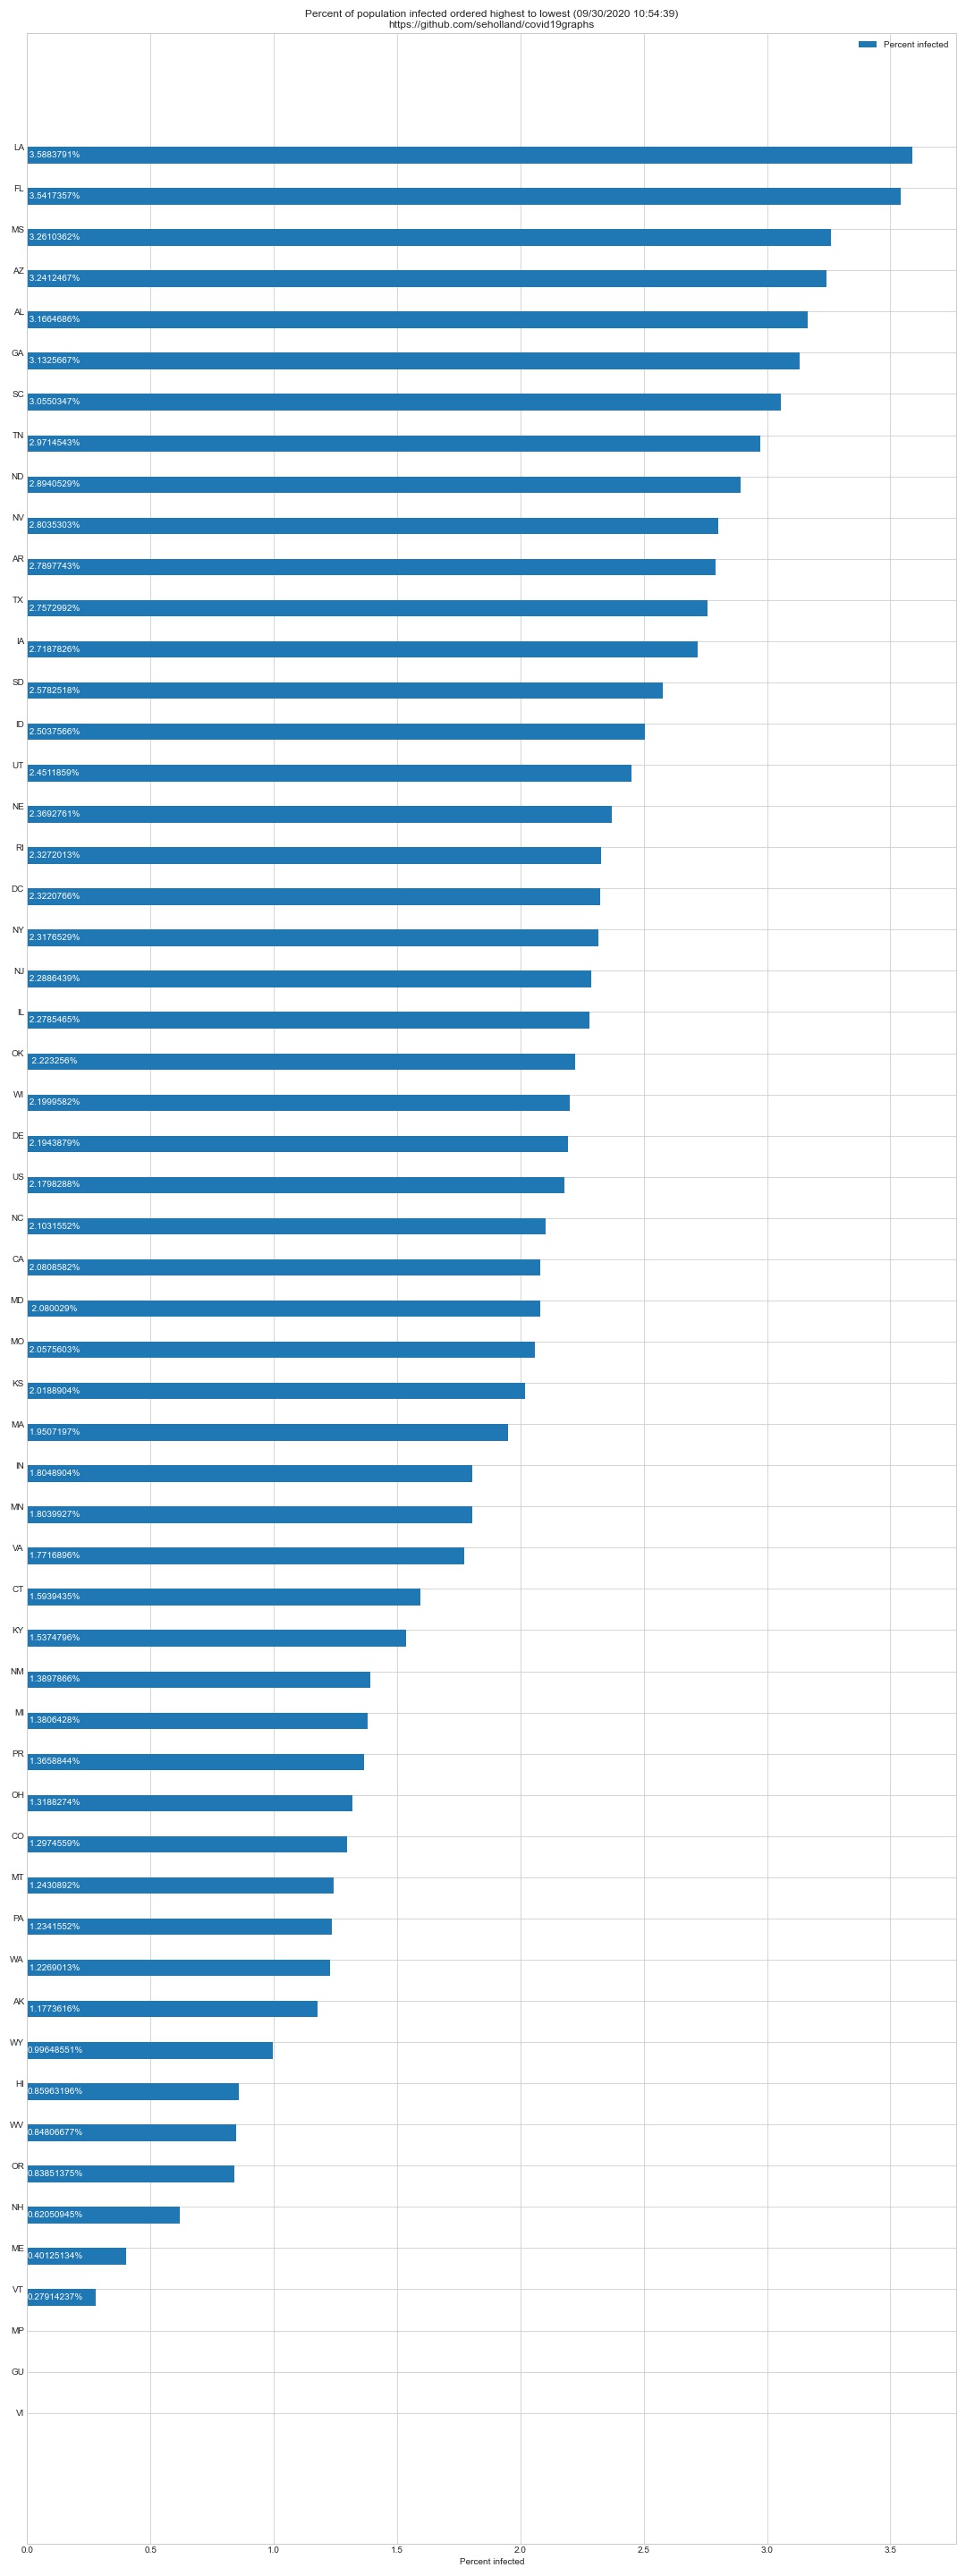 Percent of population infected ordered highest to lowest (09/30/2020 10:54:39)
https://github.com/seholland/covid19graphs
Percent infected
LA 3.5883791%
FL 3.5417357%
MS 3.2610362%
AZ 3.2412467%
AL 3.1664686%
GA 3.1325667%
SC 3.0550347%
TN 2.9714543%
ND 2.8940529%
NV 2.8035303%
AR 2.7897743%
TX 2.7572992%
IA 2.7187826%
SD 2.5782518%
ID 2.5037566%
UT 2.4511859%
NE 2.3692761%
RI 2.3272013%
DC 2.3220766%
NY 2.3176529%
NJ 2.2886439%
IL 2.2785465%
OK 2.223256%
WI 2.1999582%
DE 2.1943879%
US 2.1798288%
NC 2.1031552%
CA 2.0808582%
MD 2.080029%
MO 2.0575603%
KS 2.0188904%
MA 1.9507197%
IN 1.8048904%
MN 1.8039927%
VA 1.7716896%
CT 1.5939435%
KY 1.5374796%
NM 1.3897866%
MI 1.3806428%
PR 1.3658844%
OH 1.3188274%
CO 1.2974559%
MT 1.2430892%
PA 1.2341552%
WA 1.2269013%
AK 1.1773616%
WY 0.99648551%
HI 0.85963196%
WV 0.84806677%
OR 0.83851375%
NH 0.62050945%
ME 0.40125134%
VT 0.27914237%
MP
GU
VI
0.0 0.5 1.0 1.5 2.0 2.5 3.0 3.5
Percent infected